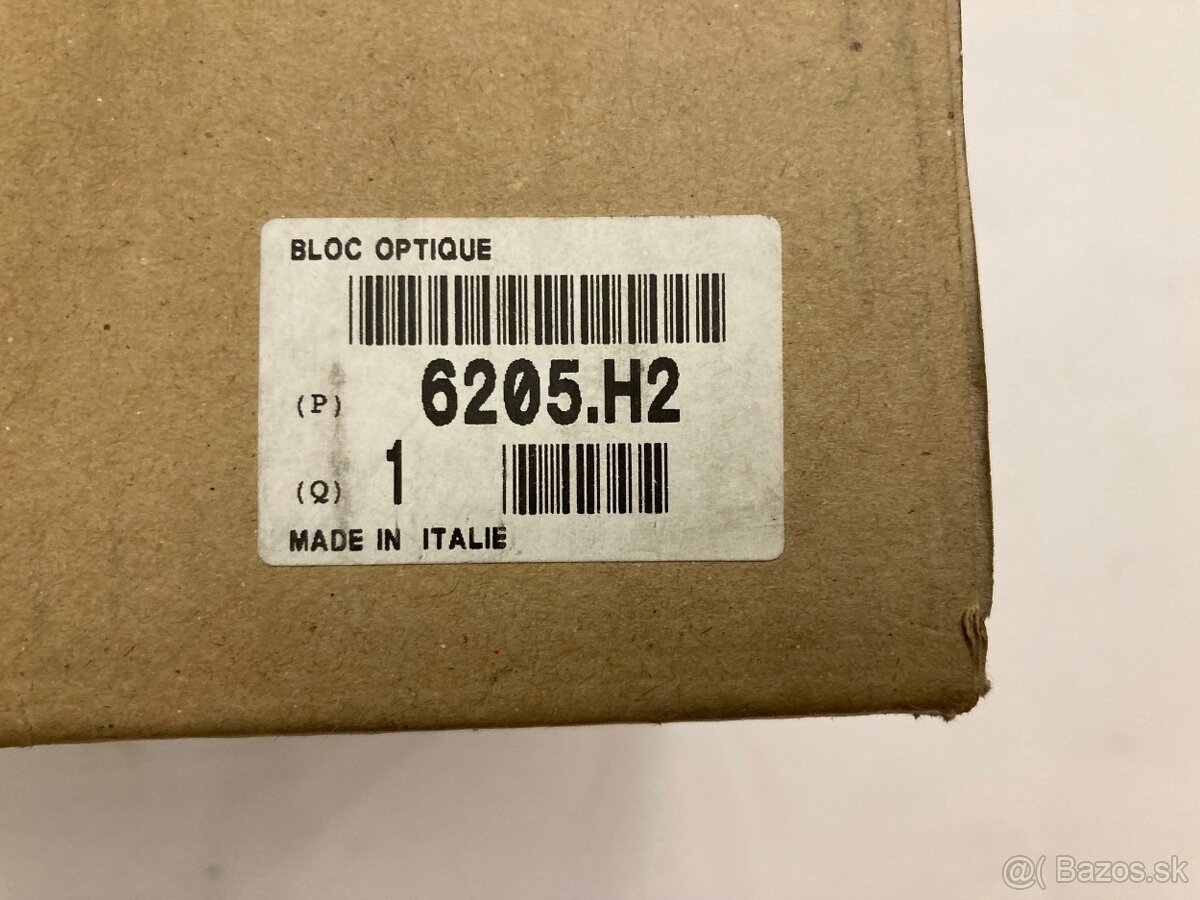 BLOC OPTIQUE
(P) 6205.H2
(Q) 1
MADE IN ITALIE
@( Bazos.sk